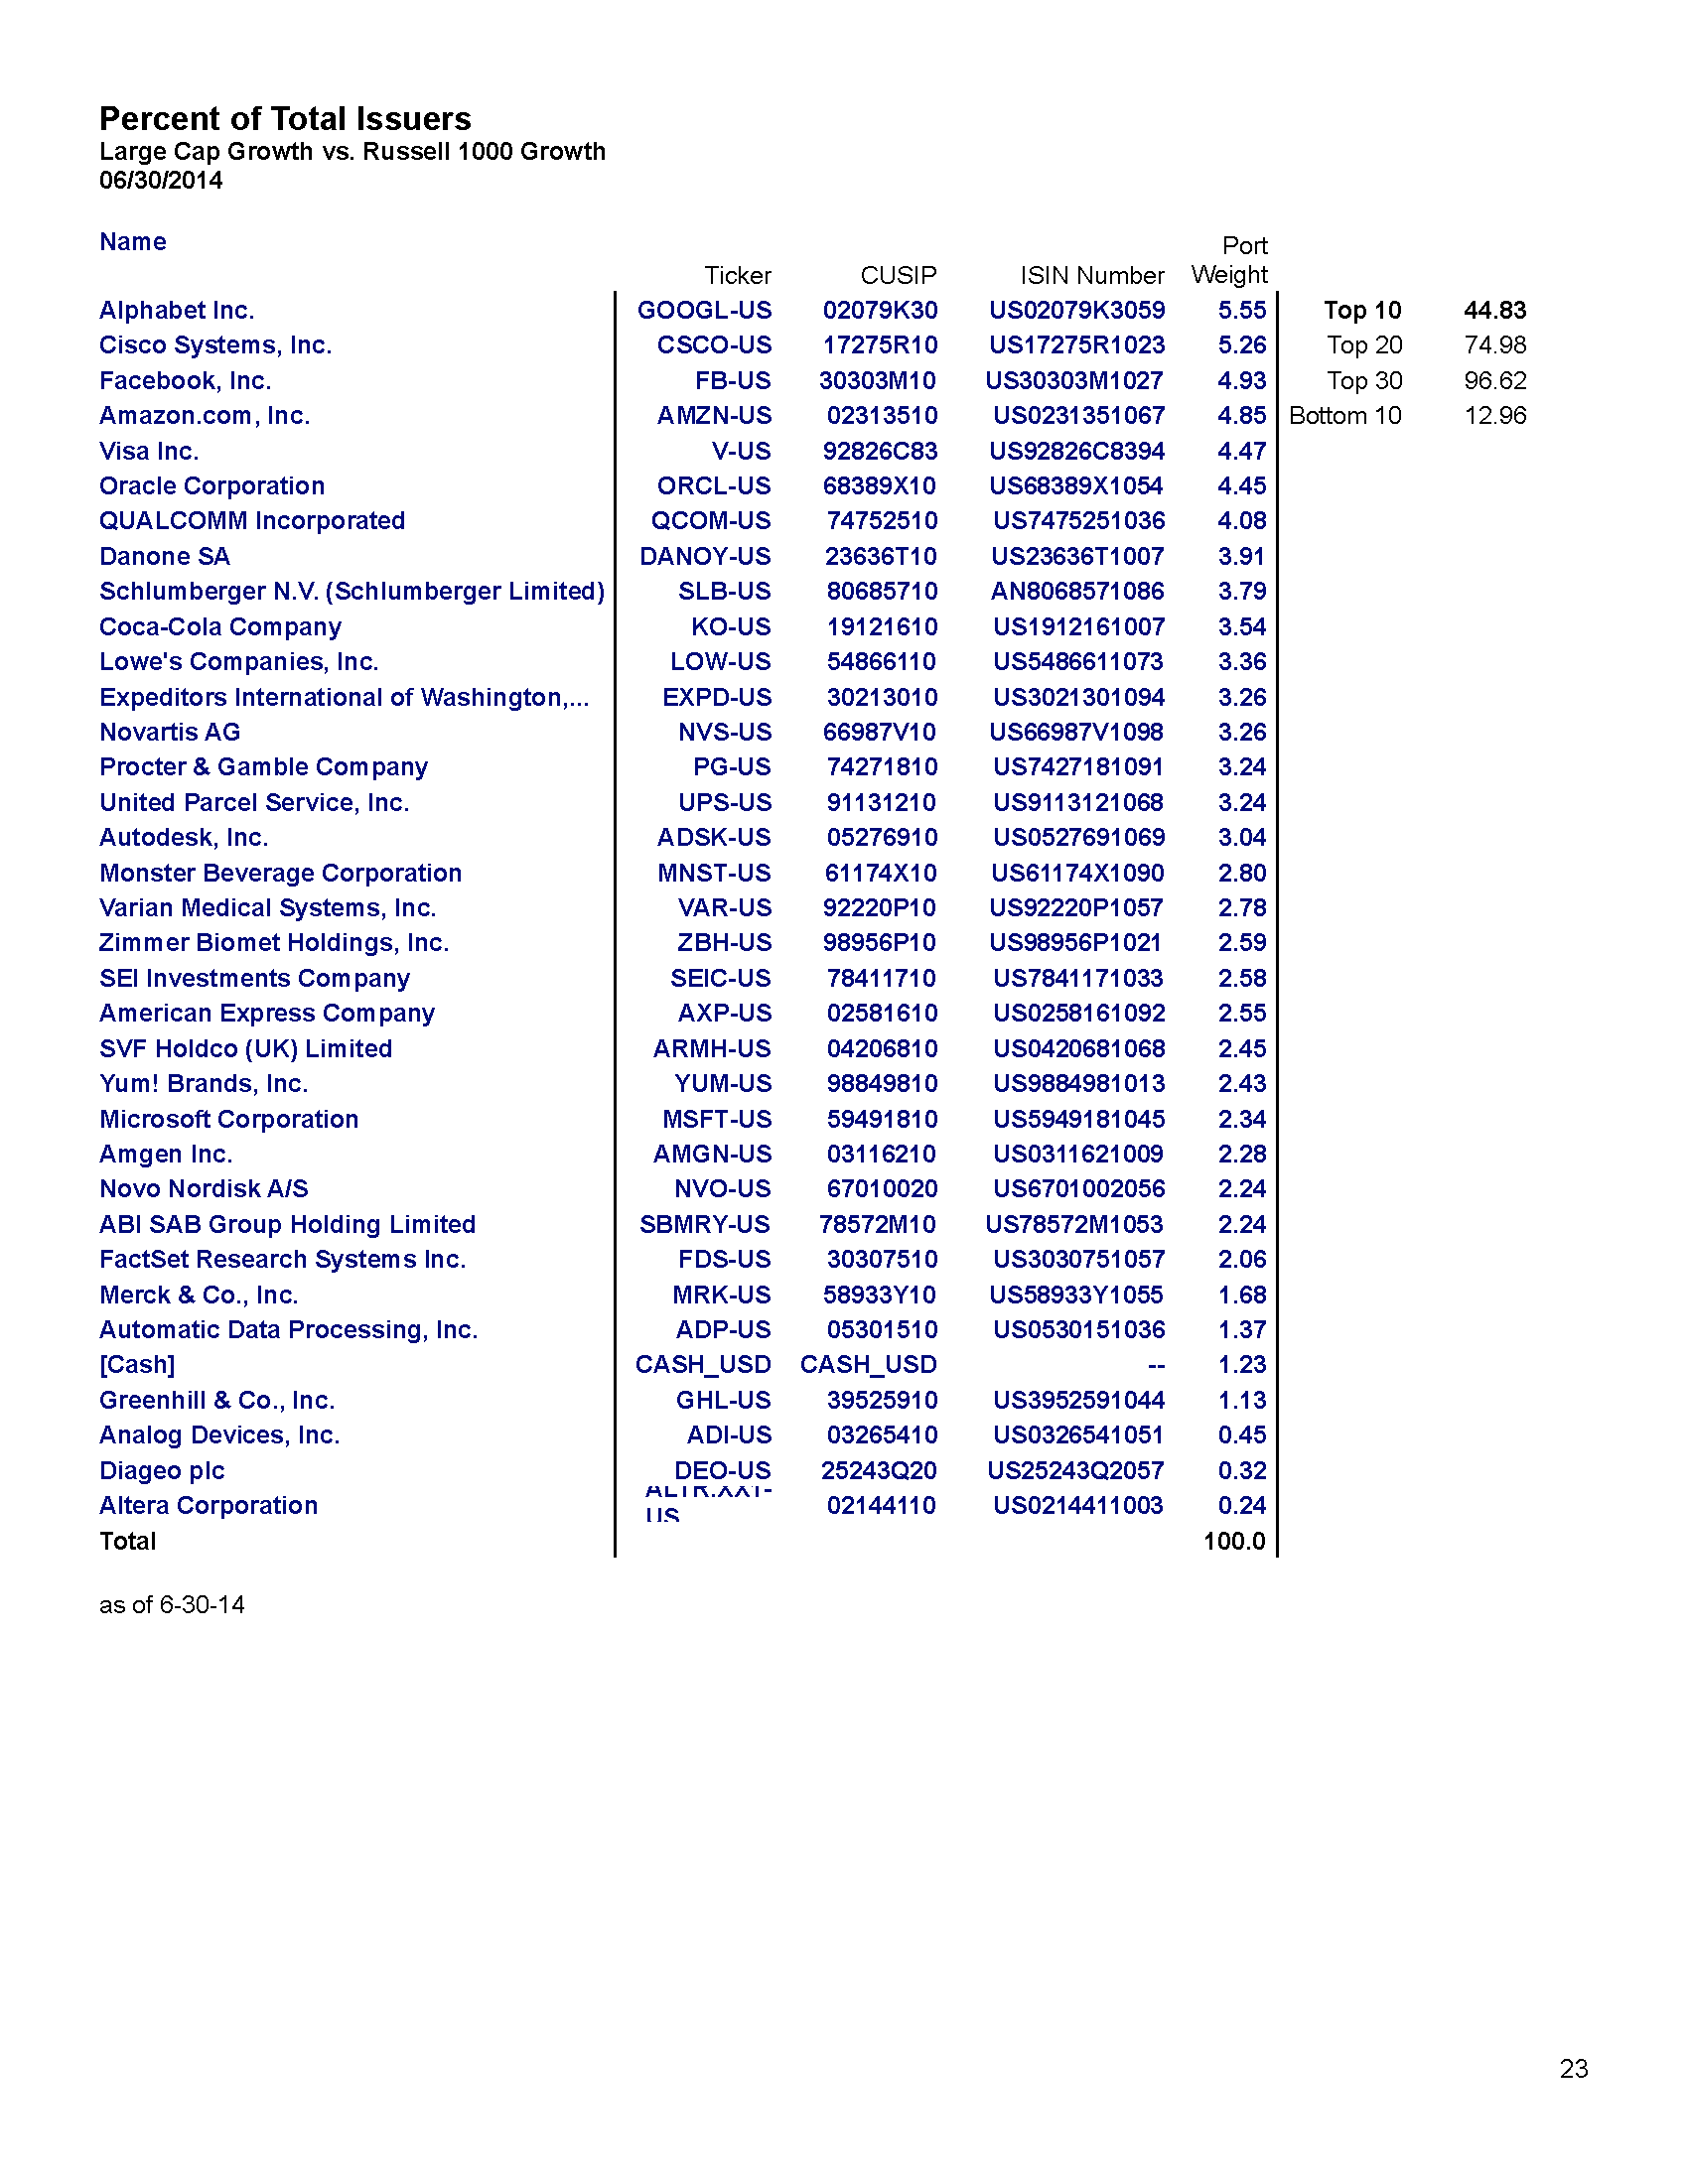 Percent of Total Issuers
Large Cap Growth vs. Russell 1000 Growth
06/30/2014
Name Ticker CUSIP ISIN Number Port Weight
Alphabet Inc. GOOGL-US 02079K30 US02079K3059 5.55 Top 10 44.83
Cisco Systems, Inc. CSCO-US 17275R10 US17275R1023 5.26 Top 20 74.98
Facebook, Inc. FB-US 30303M10 US30303M1027 4.93 Top 30 96.62
Amazon.com, Inc. AMZN-US 02313510 US0231351067 4.85 Bottom 10 12.96
Visa Inc. V-US 92826C83 US92826C8394 4.47
Oracle Corporation ORCL-US 68389X10 US68389X1054 4.45
QUALCOMM Incorporated QCOM-US 74752510 US7475251036 4.08
Danone SA DANOY-US 23636T10 US23636T1007 3.91
Schlumberger N.V. (Schlumberger Limited) SLB-US 80685710 AN8068571086 3.79
Coca-Cola Company KO-US 19121610 US1912161007 3.54
Lowe's Companies, Inc. LOW-US 54866110 US5486611073 3.36
Expeditors International of Washington,... EXPD-US 30213010 US3021301094 3.26
Novartis AG NVS-US 66987V10 US66987V1098 3.26
Procter & Gamble Company PG-US 74271810 US7427181091 3.24
United Parcel Service, Inc. UPS-US 91131210 US9113121068 3.24
Autodesk, Inc. ADSK-US 05276910 US0527691069 3.04
Monster Beverage Corporation MNST-US 61174X10 US61174X1090 2.80
Varian Medical Systems, Inc. VAR-US 92220P10 US92220P1057 2.78
Zimmer Biomet Holdings, Inc. ZBH-US 98956P10 US98956P1021 2.59
SEI Investments Company SEIC-US 78411710 US7841171033 2.58
American Express Company AXP-US 02581610 US0258161092 2.55
SVF Holdco (UK) Limited ARMH-US 04206810 US0420681068 2.45
Yum! Brands, Inc. YUM-US 98849810 US9884981013 2.43
Microsoft Corporation MSFT-US 59491810 US5949181045 2.34
Amgen Inc. AMGN-US 03116210 US0311621009 2.28
Novo Nordisk A/S NVO-US 67010020 US6701002056 2.24
ABI SAB Group Holding Limited SBMRY-US 78572M10 US78572M1053 2.24
FactSet Research Systems Inc. FDS-US 30307510 US3030751057 2.06
Merck & Co., Inc. MRK-US 58933Y10 US58933Y1055 1.68
Automatic Data Processing, Inc. ADP-US 05301510 US0530151036 1.37
[Cash] CASH_USD CASH_USD -- 1.23
Greenhill & Co., Inc. GHL-US 39525910 US3952591044 1.13
Analog Devices, Inc. ADI-US 03265410 US0326541051 0.45
Diageo plc DEO-US 25243Q20 US25243Q2057 0.32
Altera Corporation US 02144110 US0214411003 0.24
Total 100.0
as of 6-30-14
23